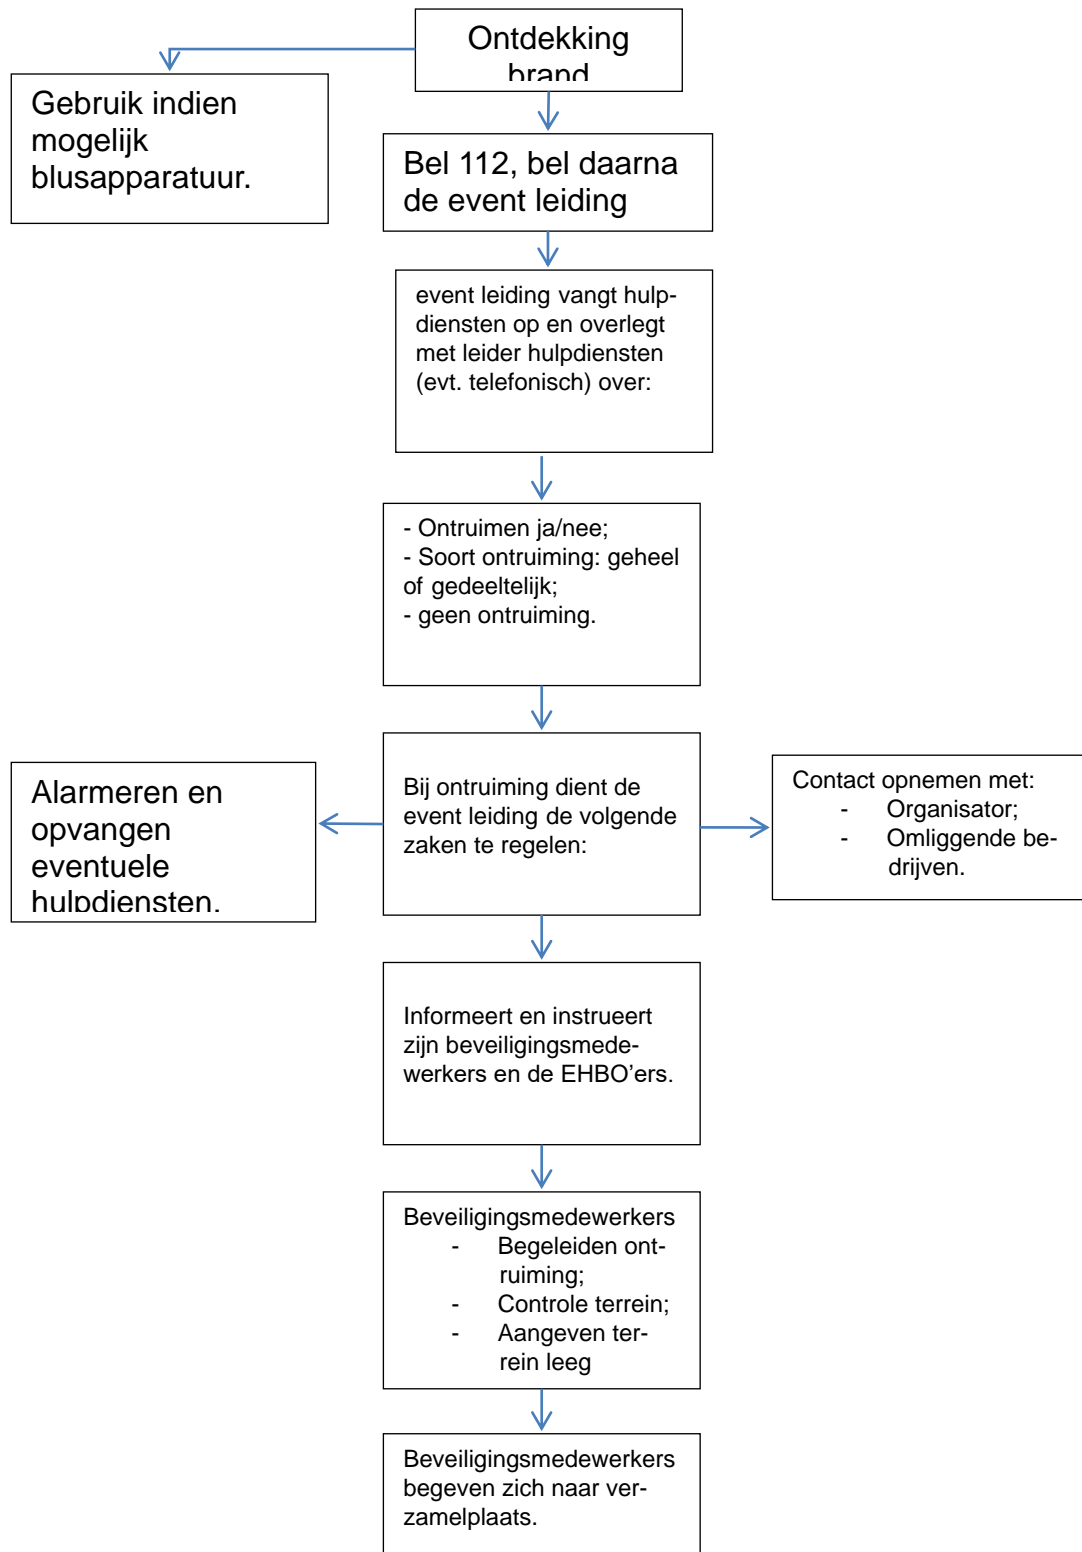 Ontdekking
brand
Gebruik indien
mogelijk
blusapparatuur.
Bel 112, bel daarna
de event leiding
event leiding vangt hulp-
diensten op en overlegt
met leider hulpdiensten
(evt. telefonisch) over:
- Ontruimen ja/nee;
- Soort ontruiming: geheel
of gedeeltelijk;
- geen ontruiming.
Alarmeren en
opvangen
eventuele
hulpdiensten.
Bij ontruiming dient de
event leiding de volgende
zaken te regelen:
Contact opnemen met:
- Organisator;
- Omliggende be-
drijven.
Informeert en instrueert
zijn beveiligingsmede-
werkers en de EHBO’ers.
Beveiligingsmedewerkers
- Begeleiden ont-
ruiming;
- Controle terrein;
- Aangeven ter-
rein leeg
Beveiligingsmedewerkers
begeven zich naar ver-
zamelplaats.